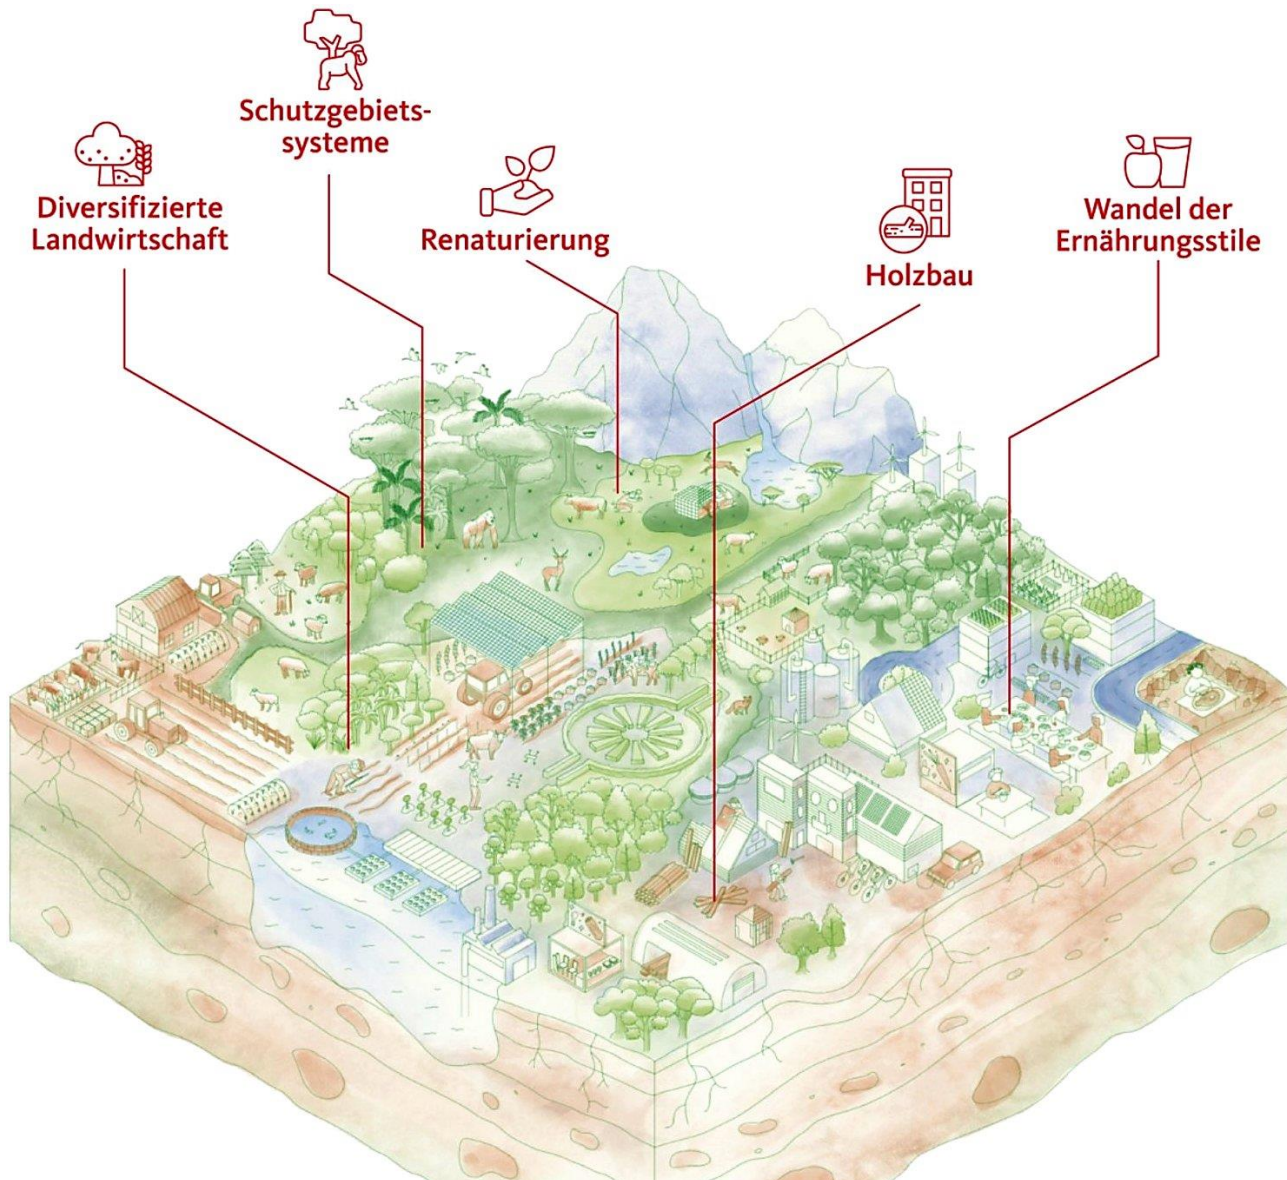 Diversifizierte
Landwirtschaft
Schutzgebiets-
systeme
Renaturierung
Holzbau
Wandel der
Ernährungsstile